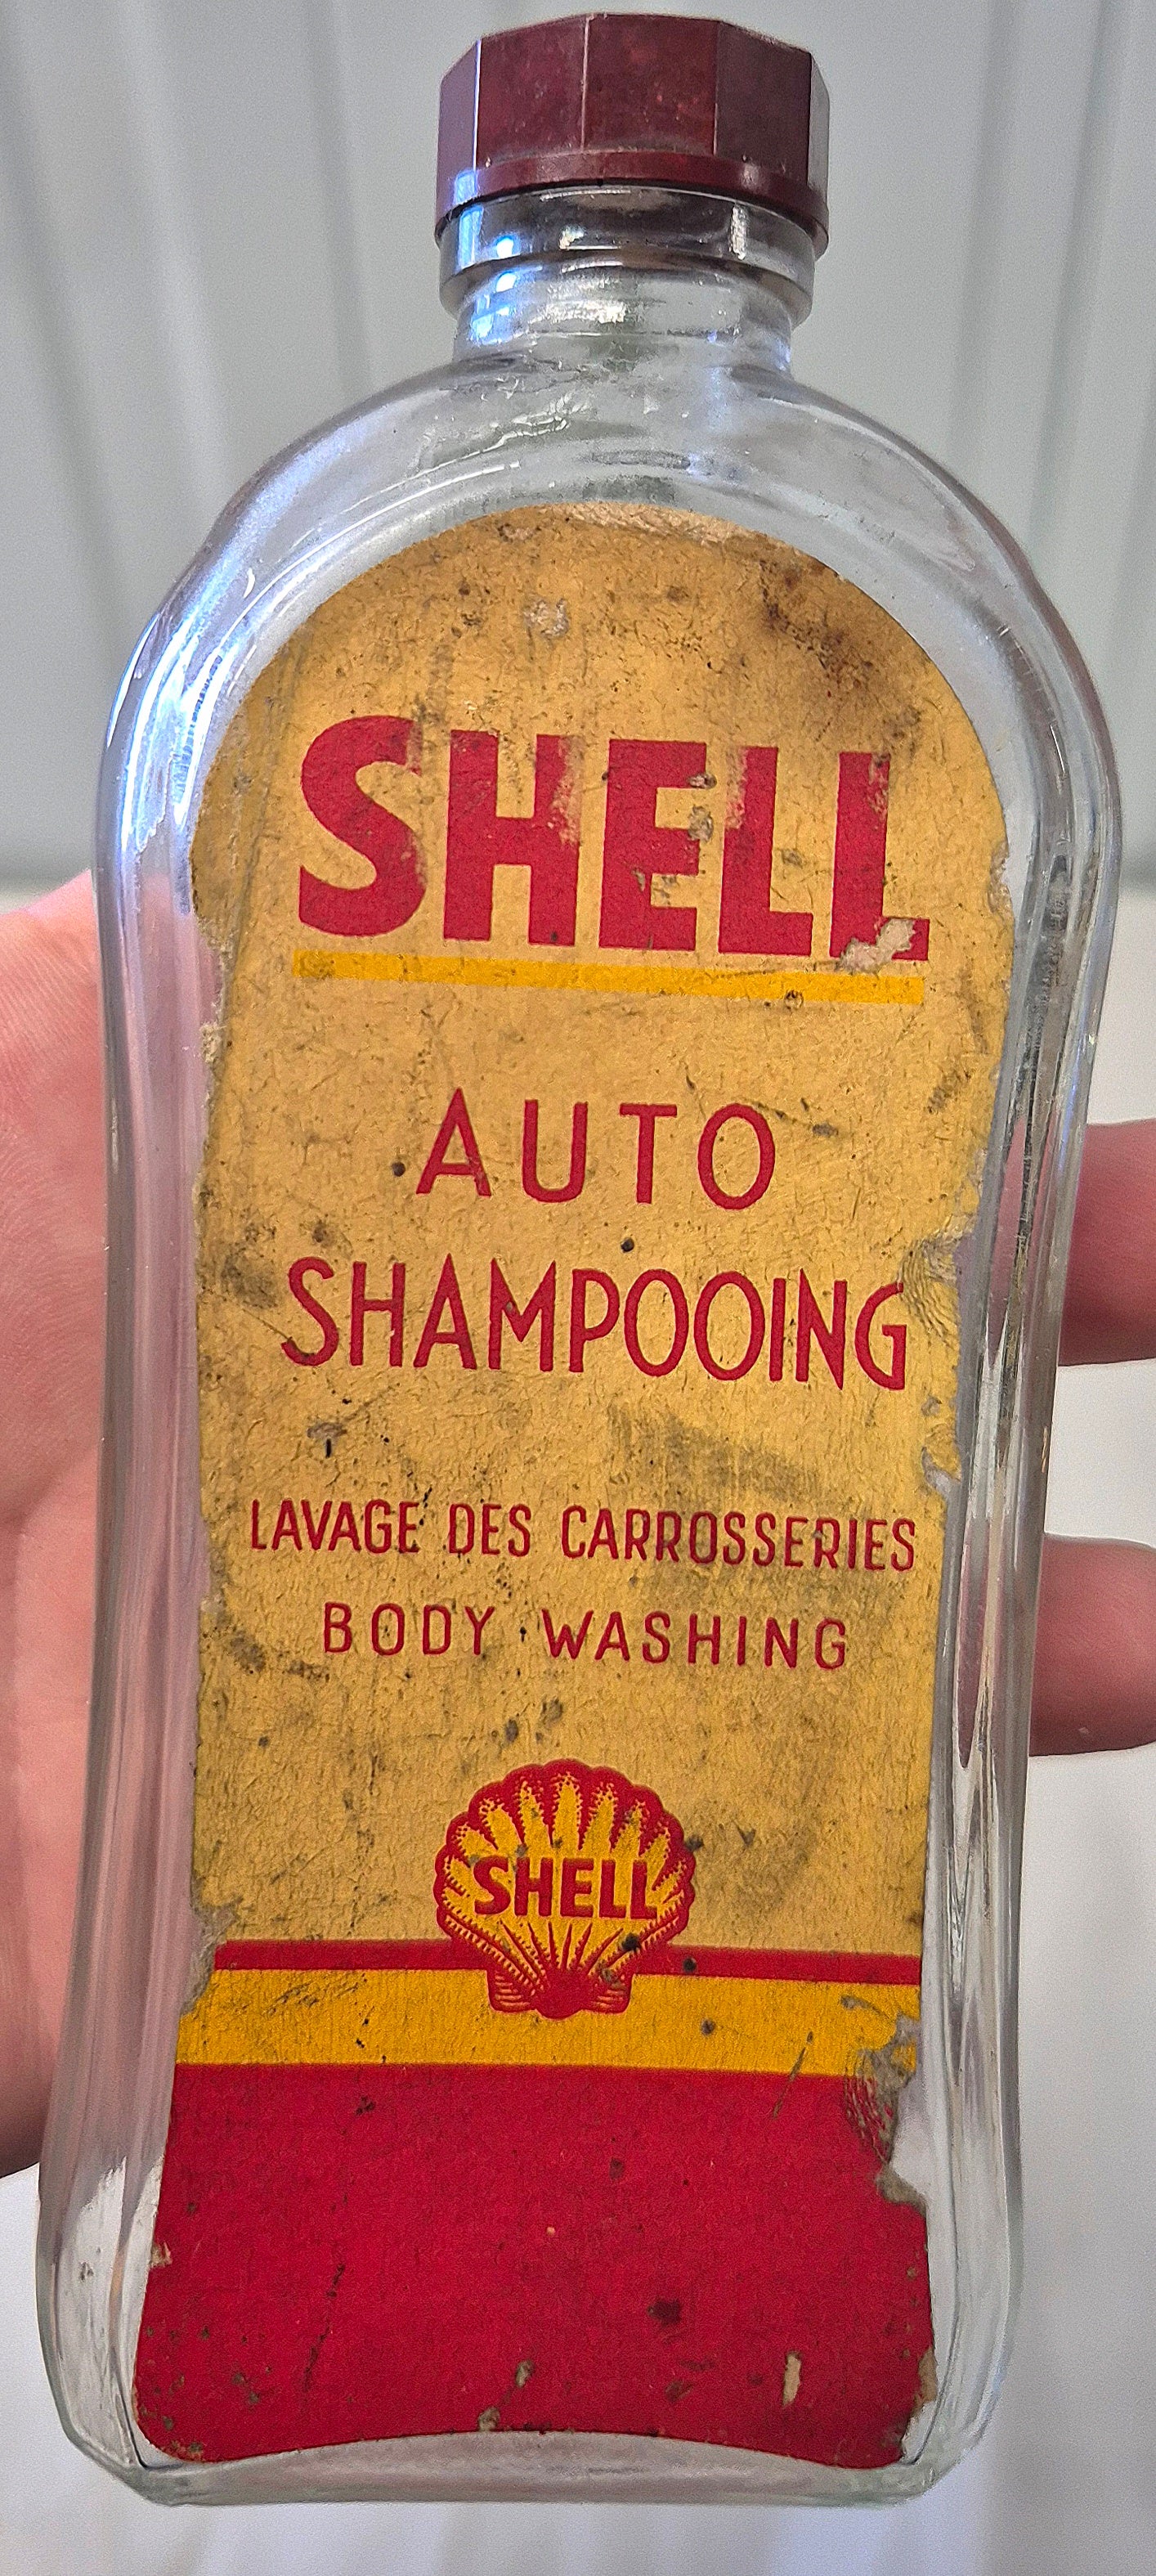 SHELL
AUTO
SHAMPOOING
LAVAGE DES CARROSSERIES
BODY WASHING
SHELL